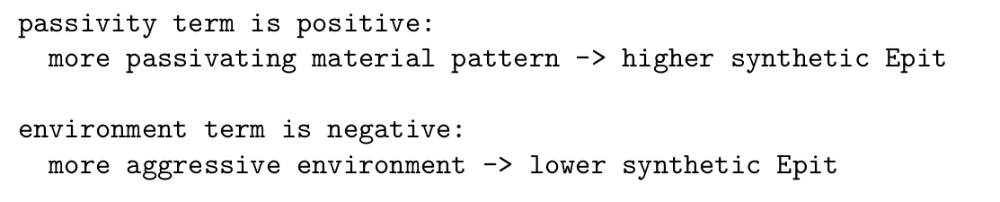 passivity term is positive:
  more passivating material pattern -> higher synthetic Epit

environment term is negative:
  more aggressive environment -> lower synthetic Epit